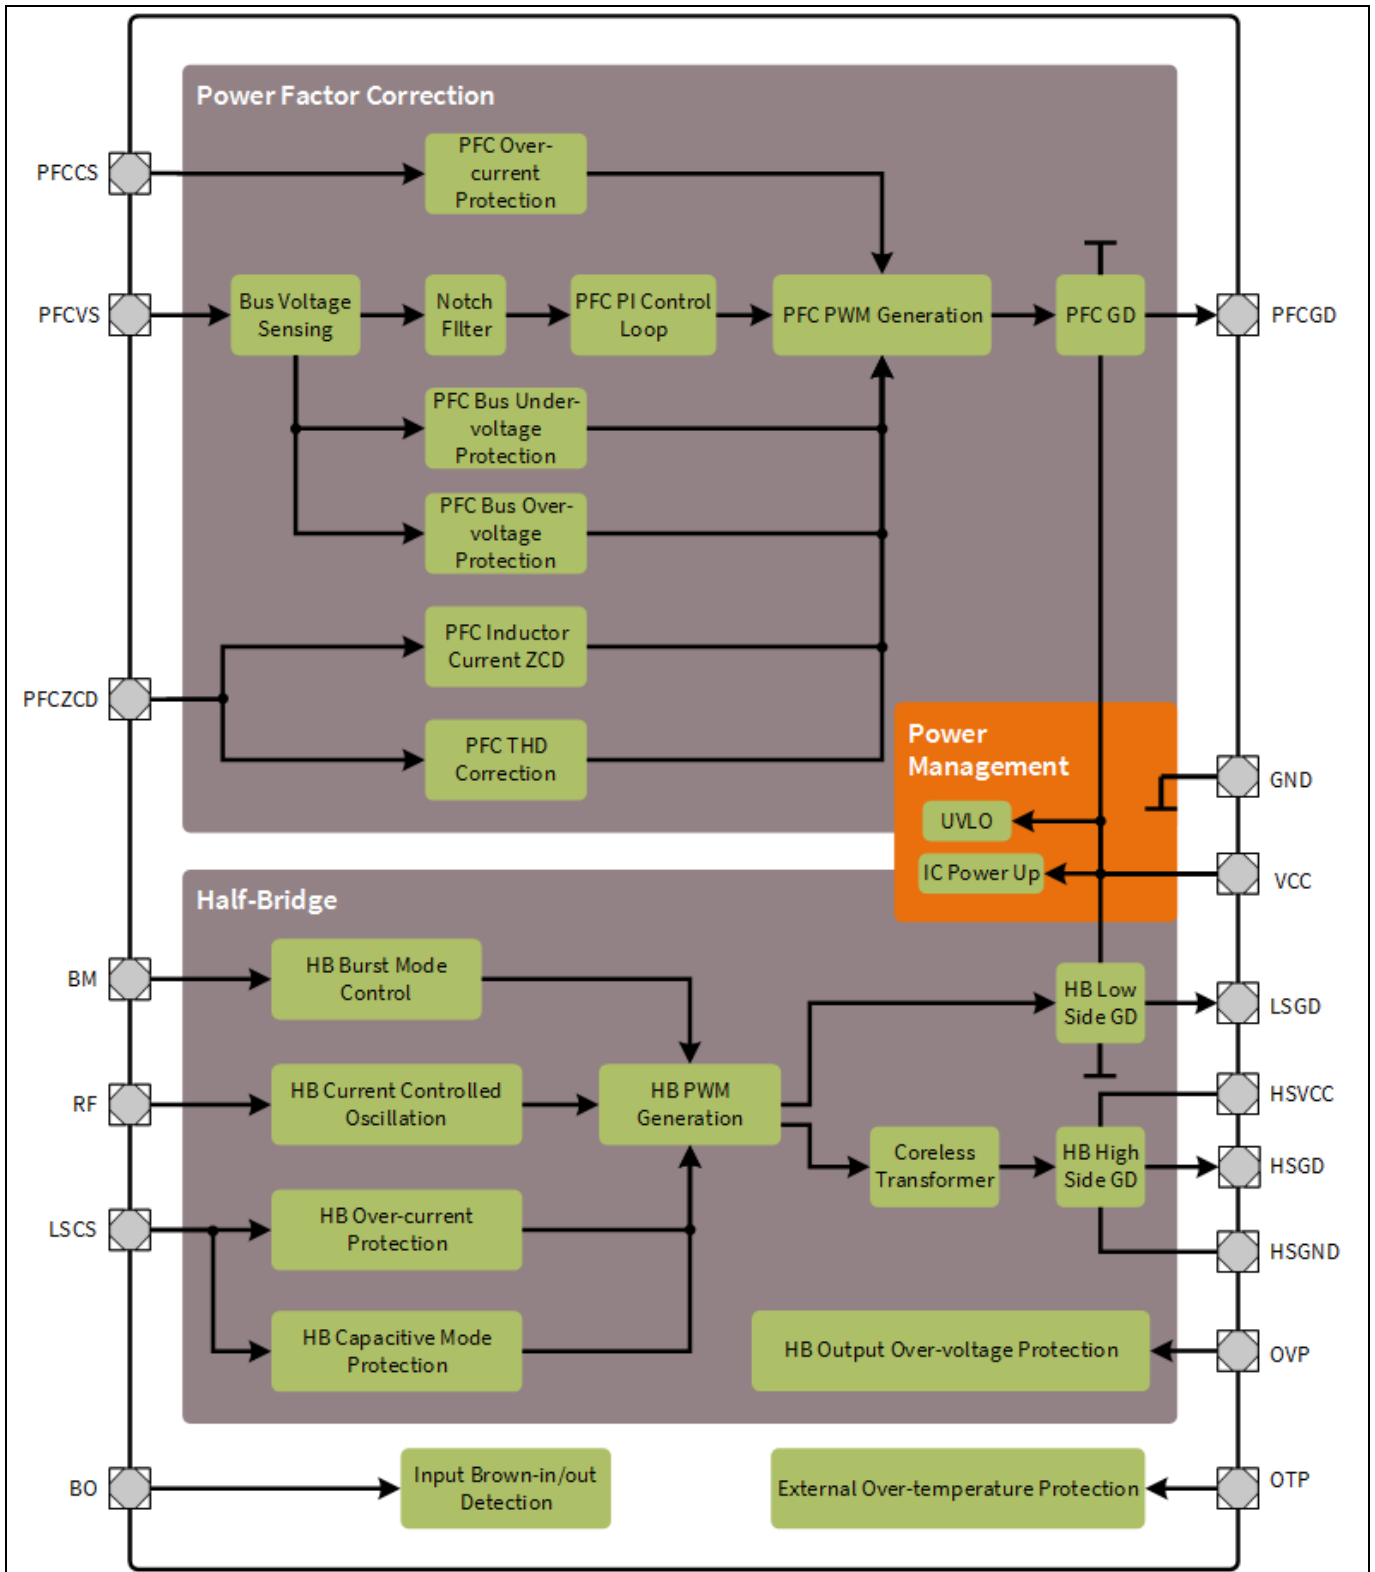 Power Factor Correction
PFCCS
PFC Over-
current
Protection
PFCVS
Bus Voltage
Sensing
Notch
FIlter
PFC PI Control
Loop
PFC PWM Generation
PFC GD
PFCGD
PFC Bus Under-
voltage
Protection
PFC Bus Over-
voltage
Protection
PFC Inductor
Current ZCD
PFCZCD
PFC THD
Correction
Power
Management
GND
UVLO
IC Power Up
VCC
Half-Bridge
BM
HB Burst Mode
Control
HB Low
Side GD
LSGD
RF
HB Current Controlled
Oscillation
HB PWM
Generation
HSVCC
Coreless
Transformer
HB High
Side GD
HSGD
LSCS
HB Over-current
Protection
HSGND
HB Capacitive Mode
Protection
HB Output Over-voltage Protection
OVP
BO
Input Brown-in/out
Detection
External Over-temperature Protection
OTP